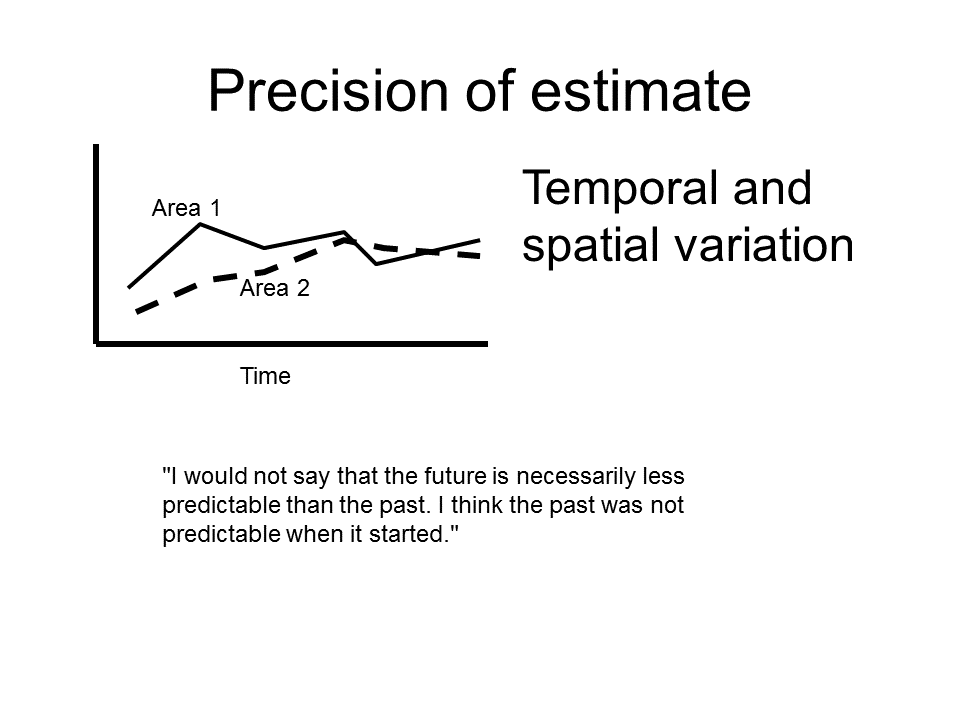 Precision of estimate
Temporal and
spatial variation
Area 1
Area 2
Time
"I would not say that the future is necessarily less
predictable than the past. I think the past was not
predictable when it started."